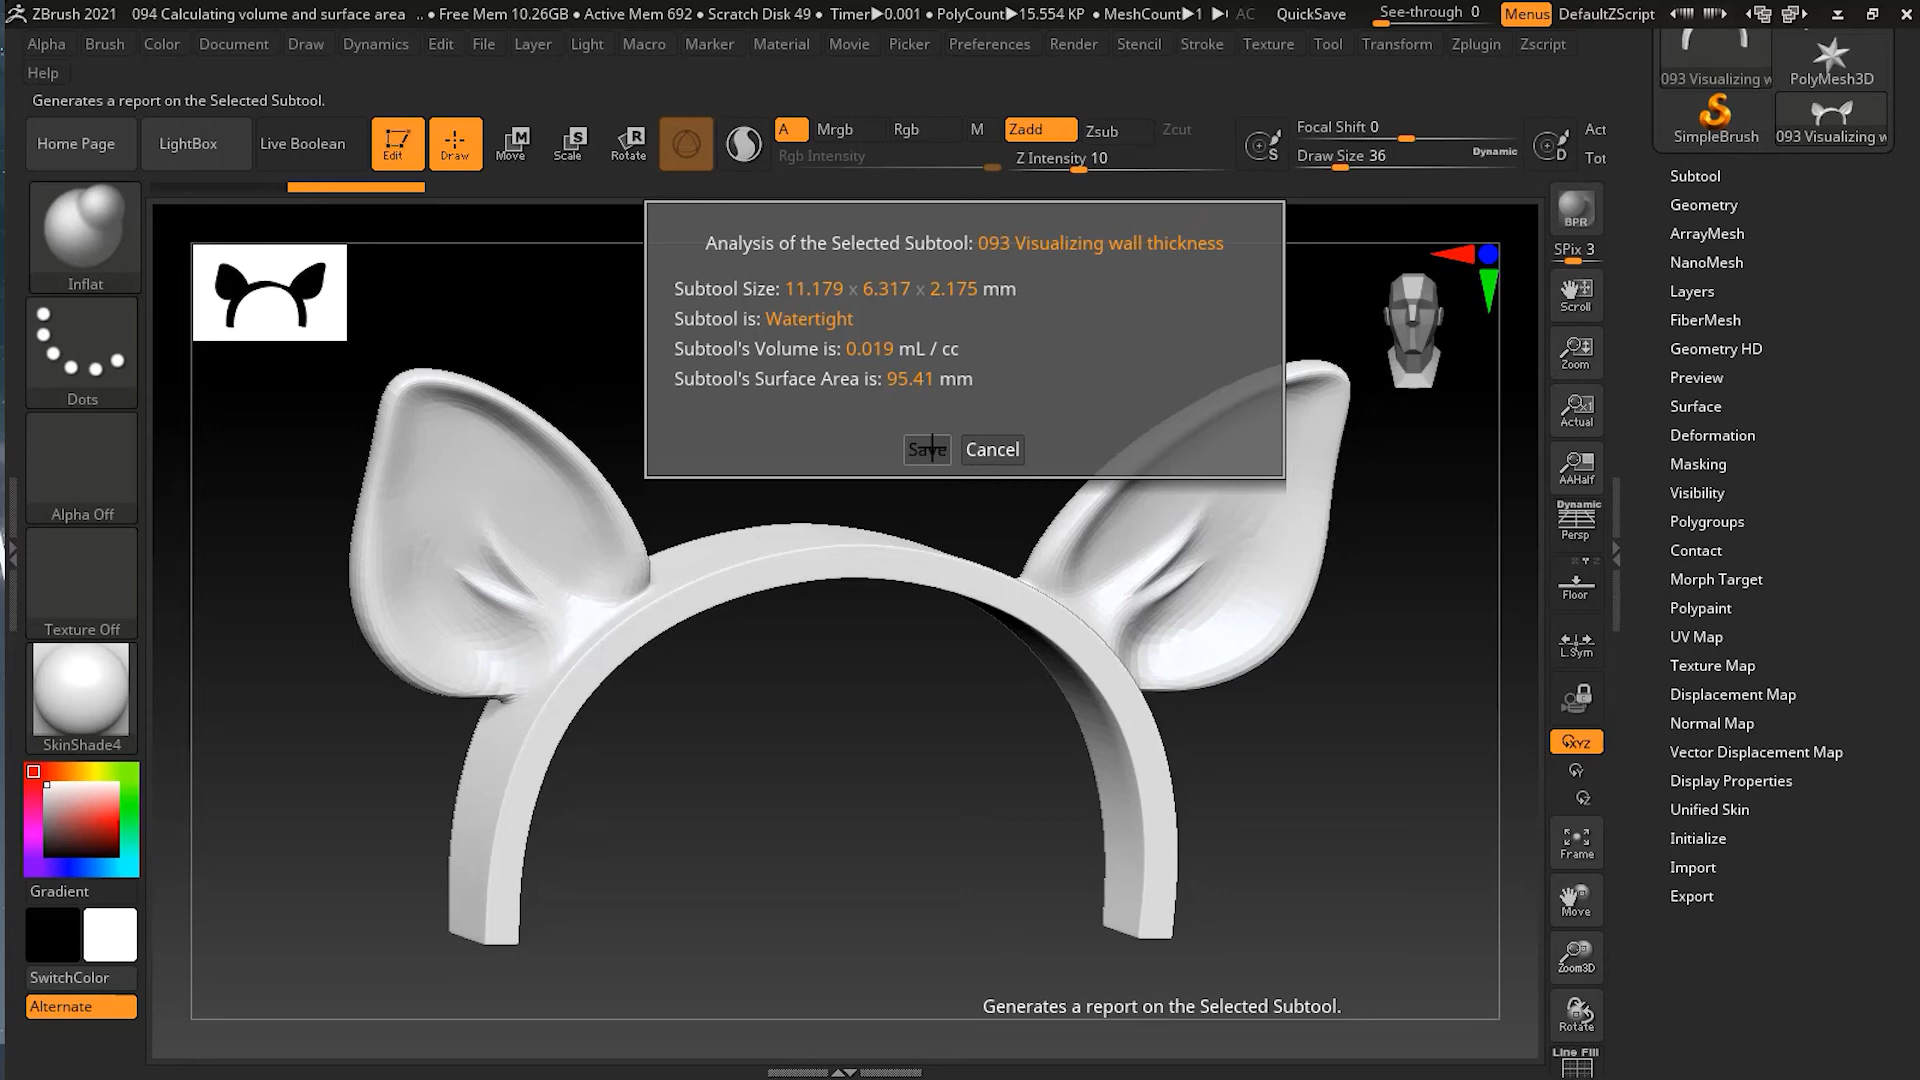 ZBrush 2021 094 Calculating volume and surface area .. • Free Mem 10.26GB • Active Mem 692 • Scratch Disk 49 • Timer▶0.001 • PolyCount▶15.554 KP • MeshCount▶1 AC QuickSave See-through 0 Menus DefaultZScript
Alpha Brush Color Document Draw Dynamics Edit File Layer Light Macro Marker Material Movie Picker Preferences Render Stencil Stroke Texture Tool Transform Zplugin Zscript
Help
Generates a report on the Selected Subtool.
Home Page LightBox Live Boolean Edit Draw Move Scale Rotate
M S R
A Mrgb Rgb M Zadd Zsub Zcut
Rgb Intensity Z Intensity 10
S Focal Shift 0
Draw Size 36 Dynamic
D Act
Tot
093 Visualizing w PolyMesh3D
SimpleBrush 093 Visualizing w
Inflat
Dots
Alpha Off
Texture Off
SkinShade4
Gradient
SwitchColor
Alternate
Analysis of the Selected Subtool: 093 Visualizing wall thickness
Subtool Size: 11.179 x 6.317 x 2.175 mm
Subtool is: Watertight
Subtool's Volume is: 0.019 mL / cc
Subtool's Surface Area is: 95.41 mm
Save Cancel
Generates a report on the Selected Subtool.
BPR
SPix 3
Scroll
Zoom
Actual
AAHalf
Dynamic
Persp
Floor
L.Sym
XYZ
Y
Z
Frame
Move
Zoom3D
Rotate
Line Fill
Subtool
Geometry
ArrayMesh
NanoMesh
Layers
FiberMesh
Geometry HD
Preview
Surface
Deformation
Masking
Visibility
Polygroups
Contact
Morph Target
Polypaint
UV Map
Texture Map
Displacement Map
Normal Map
Vector Displacement Map
Display Properties
Unified Skin
Initialize
Import
Export